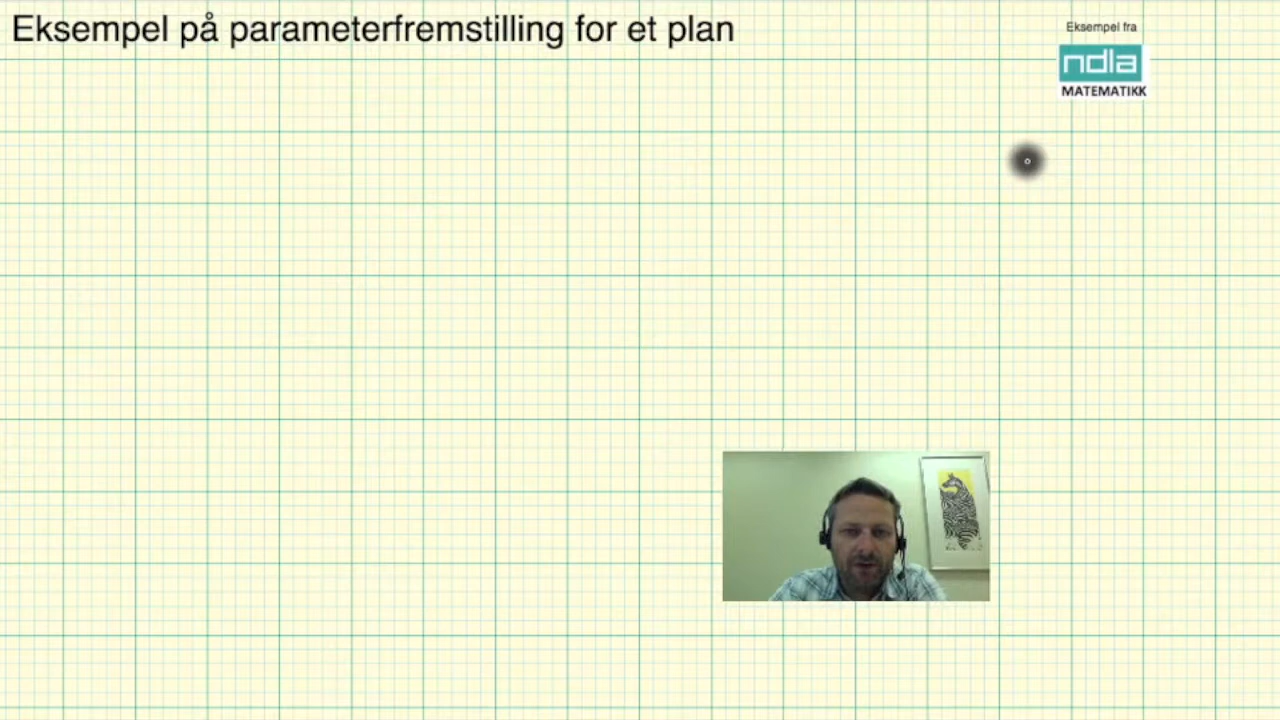 Eksempel på parameterfremstilling for et plan
Eksempel fra
ndla
MATEMATIKK